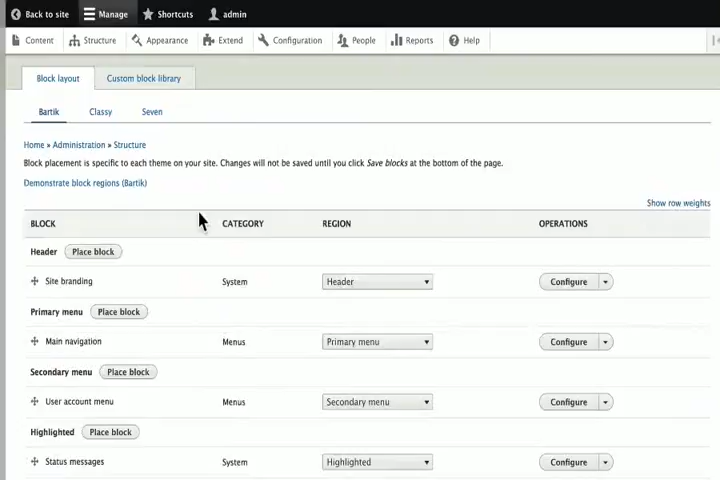 Back to site Manage Shortcuts admin
Content Structure Appearance Extend Configuration People Reports Help
Block layout Custom block library
Bartik Classy Seven
Home » Administration » Structure
Block placement is specific to each theme on your site. Changes will not be saved until you click Save blocks at the bottom of the page.
Demonstrate block regions (Bartik)
Show row weights
BLOCK CATEGORY REGION OPERATIONS
Header Place block
Site branding System Header Configure
Primary menu Place block
Main navigation Menus Primary menu Configure
Secondary menu Place block
User account menu Menus Secondary menu Configure
Highlighted Place block
Status messages System Highlighted Configure